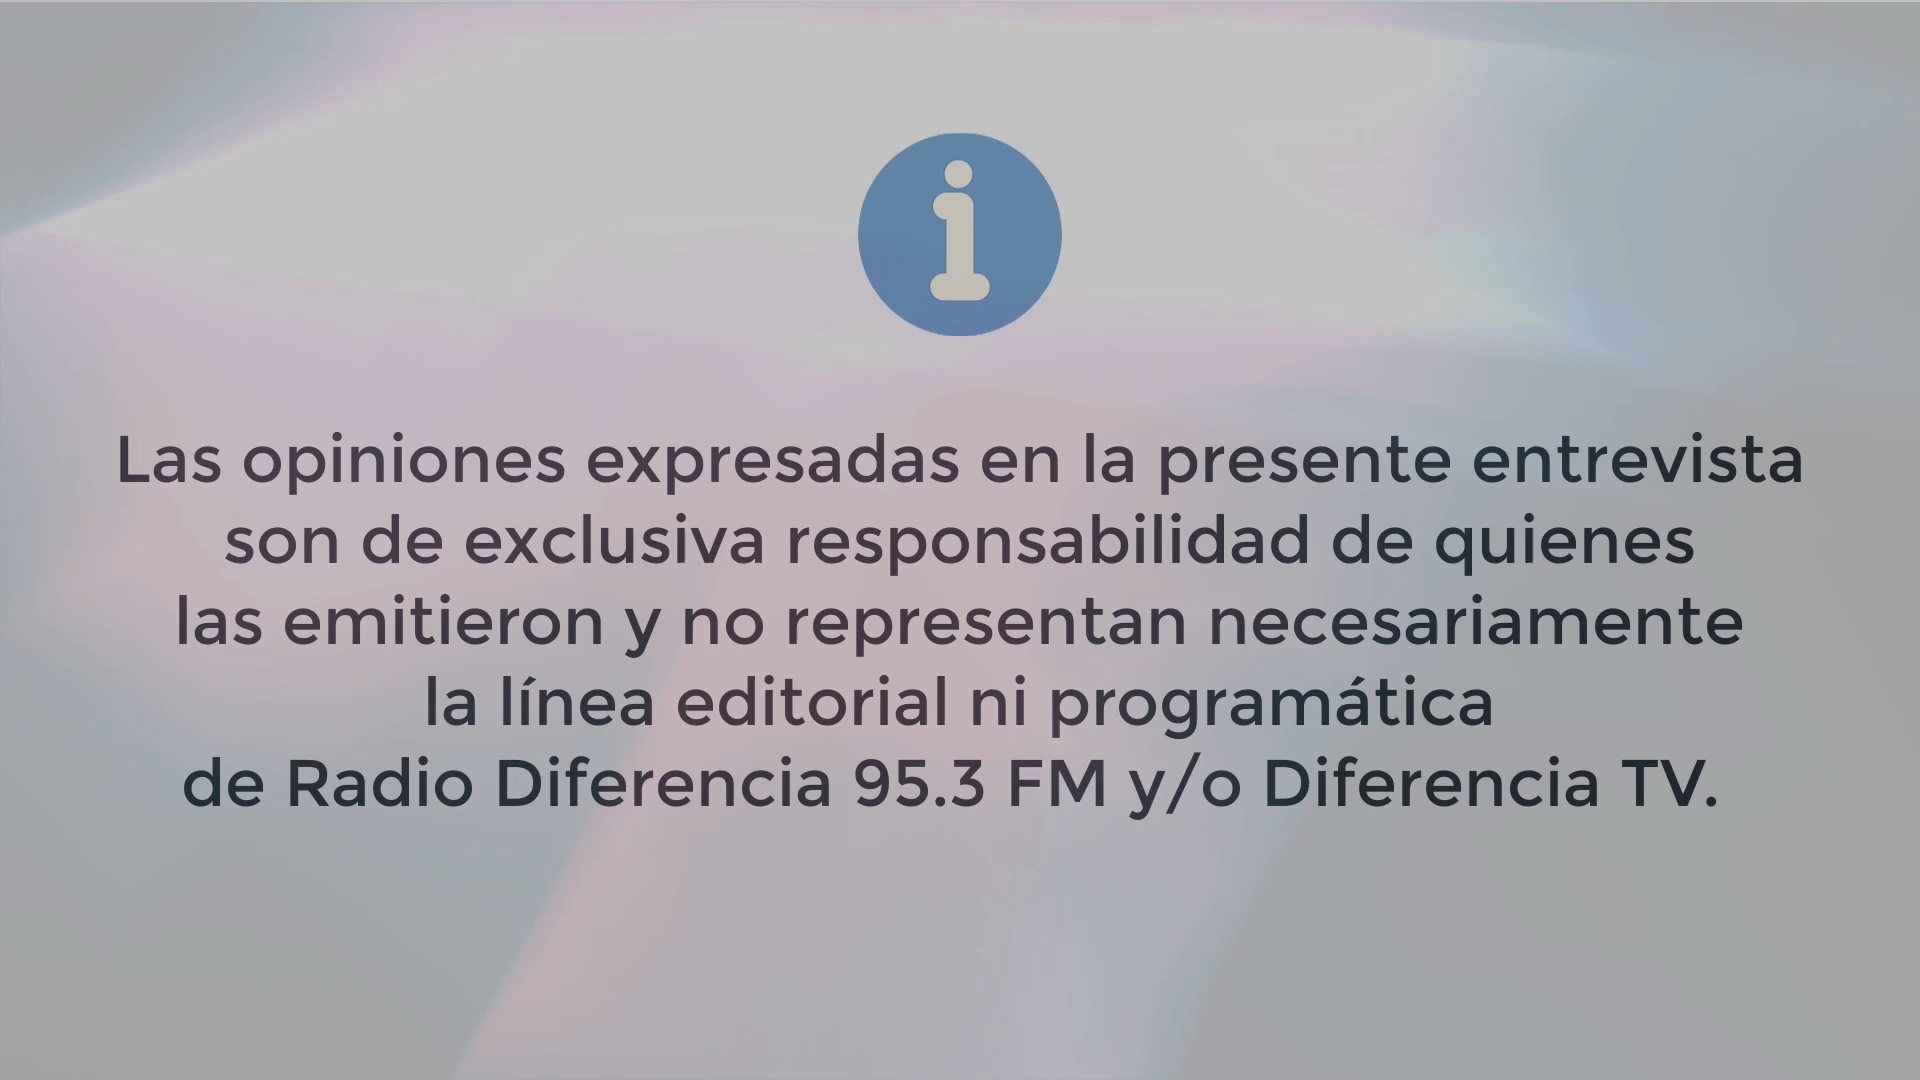 Las opiniones expresadas en la presente entrevista
son de exclusiva responsabilidad de quienes
las emitieron y no representan necesariamente
la línea editorial ni programática
de Radio Diferencia 95.3 FM y/o Diferencia TV.